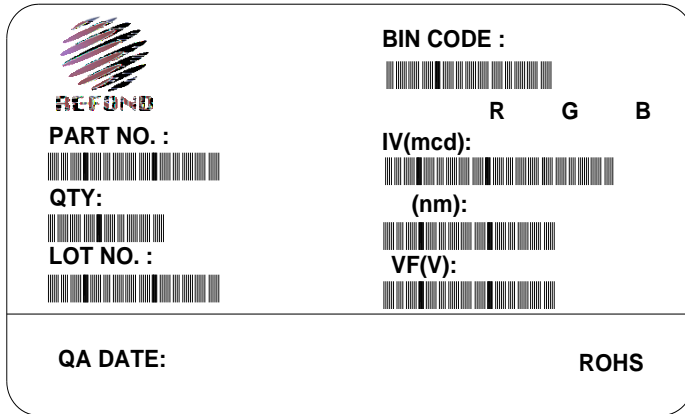 REFOND
PART NO. :
QTY:
LOT NO. :
BIN CODE :
R G B
IV(mcd):
(nm):
VF(V):
QA DATE:
ROHS